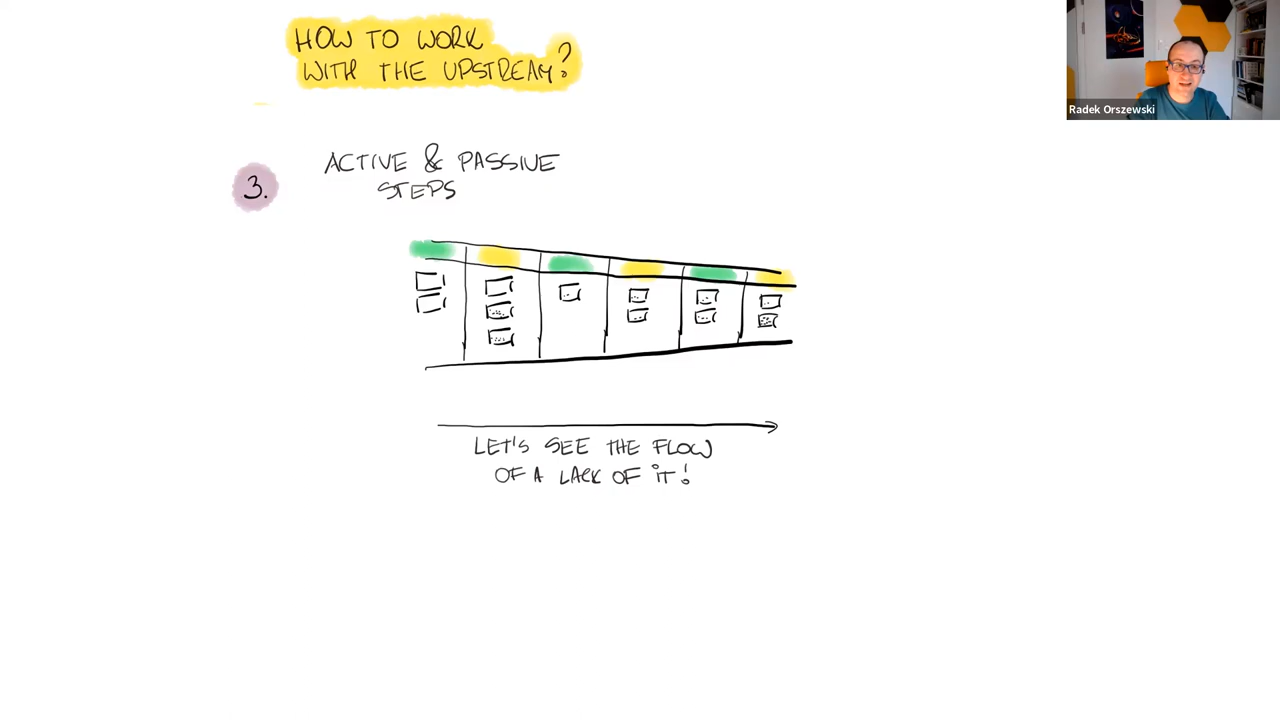 HOW TO WORK
WITH THE UPSTREAM?
Radek Orszewski
3.
ACTIVE & PASSIVE
STEPS
LET'S SEE THE FLOW
OF A LACK OF IT!